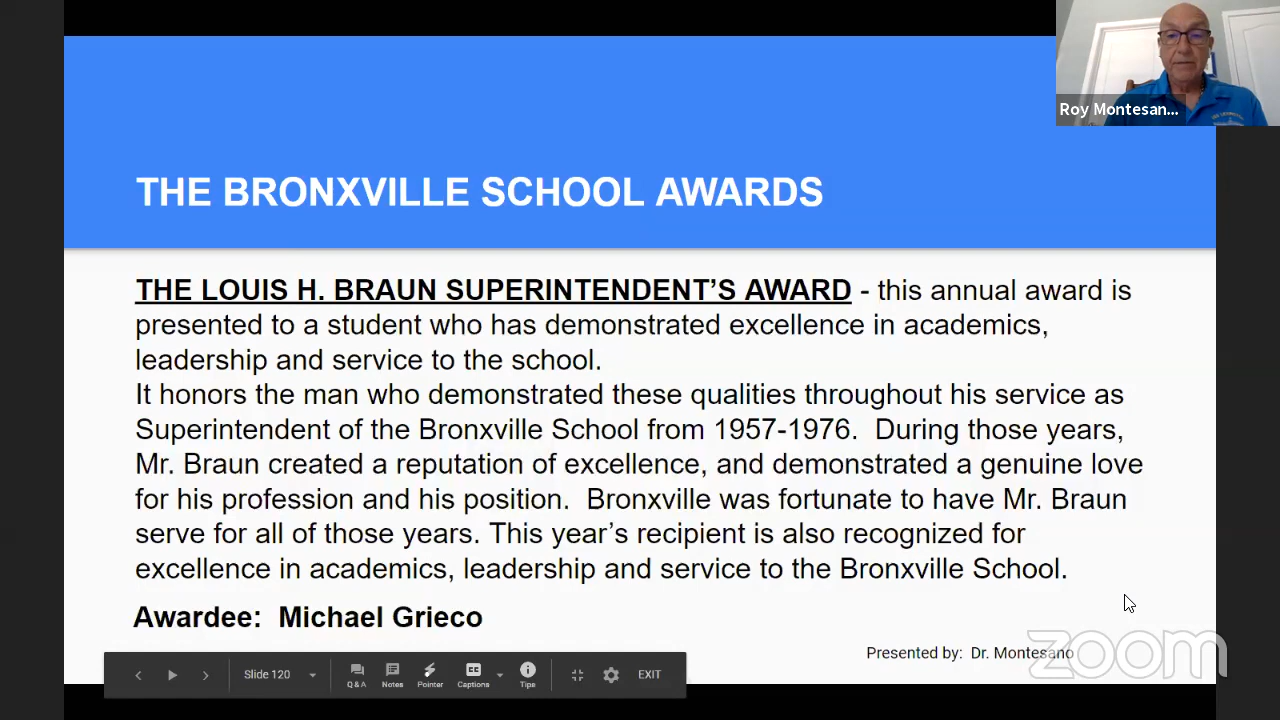 Roy Montesan...
THE BRONXVILLE SCHOOL AWARDS
THE LOUIS H. BRAUN SUPERINTENDENT’S AWARD - this annual award is
presented to a student who has demonstrated excellence in academics,
leadership and service to the school.
It honors the man who demonstrated these qualities throughout his service as
Superintendent of the Bronxville School from 1957-1976.  During those years,
Mr. Braun created a reputation of excellence, and demonstrated a genuine love
for his profession and his position.  Bronxville was fortunate to have Mr. Braun
serve for all of those years. This year’s recipient is also recognized for
excellence in academics, leadership and service to the Bronxville School.
Awardee:  Michael Grieco
Presented by:  Dr. Montesano
zoom
Slide 120
Q & A
Notes
Pointer
CC
Captions
Tips
EXIT